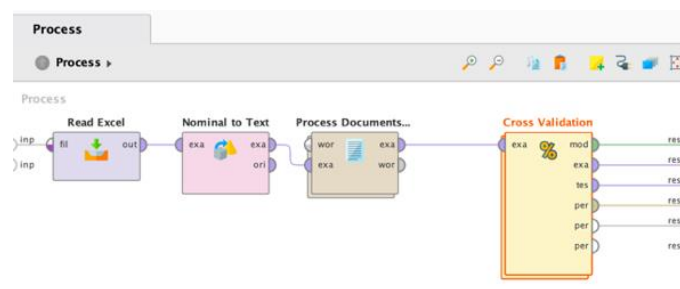 Process
Process
Process
Read Excel
Nominal to Text
Process Documents...
Cross Validation
inp
fil
out
exa
exa
wor
exa
exa
mod
res
inp
ori
exa
wor
exa
res
tes
res
per
res
per
res
per
res